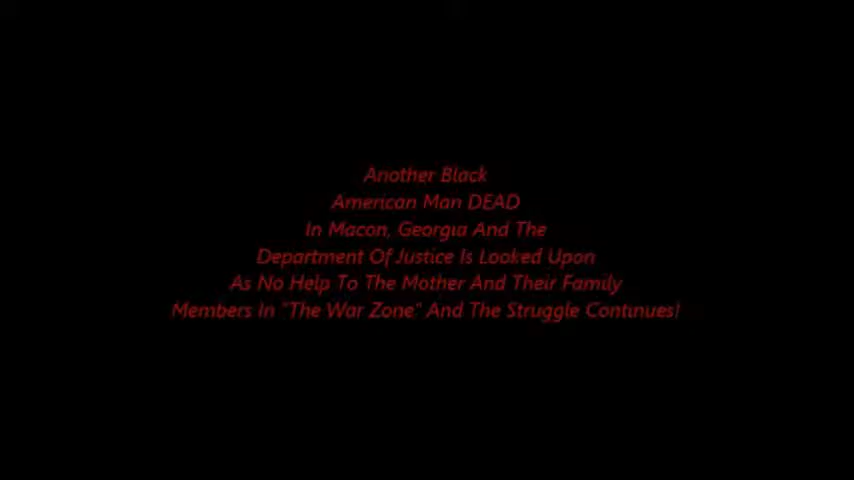 Another Black
American Man DEAD
In Macon, Georgia And The
Department Of Justice Is Looked Upon
As No Help To The Mother And Their Family
Members In "The War Zone" And The Struggle Continues!